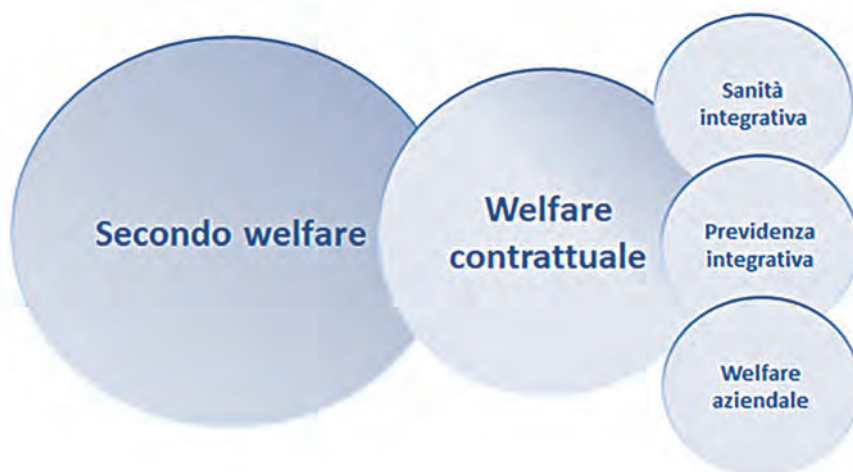 Secondo welfare
Welfare
contrattuale
Sanità
integrativa
Previdenza
integrativa
Welfare
aziendale